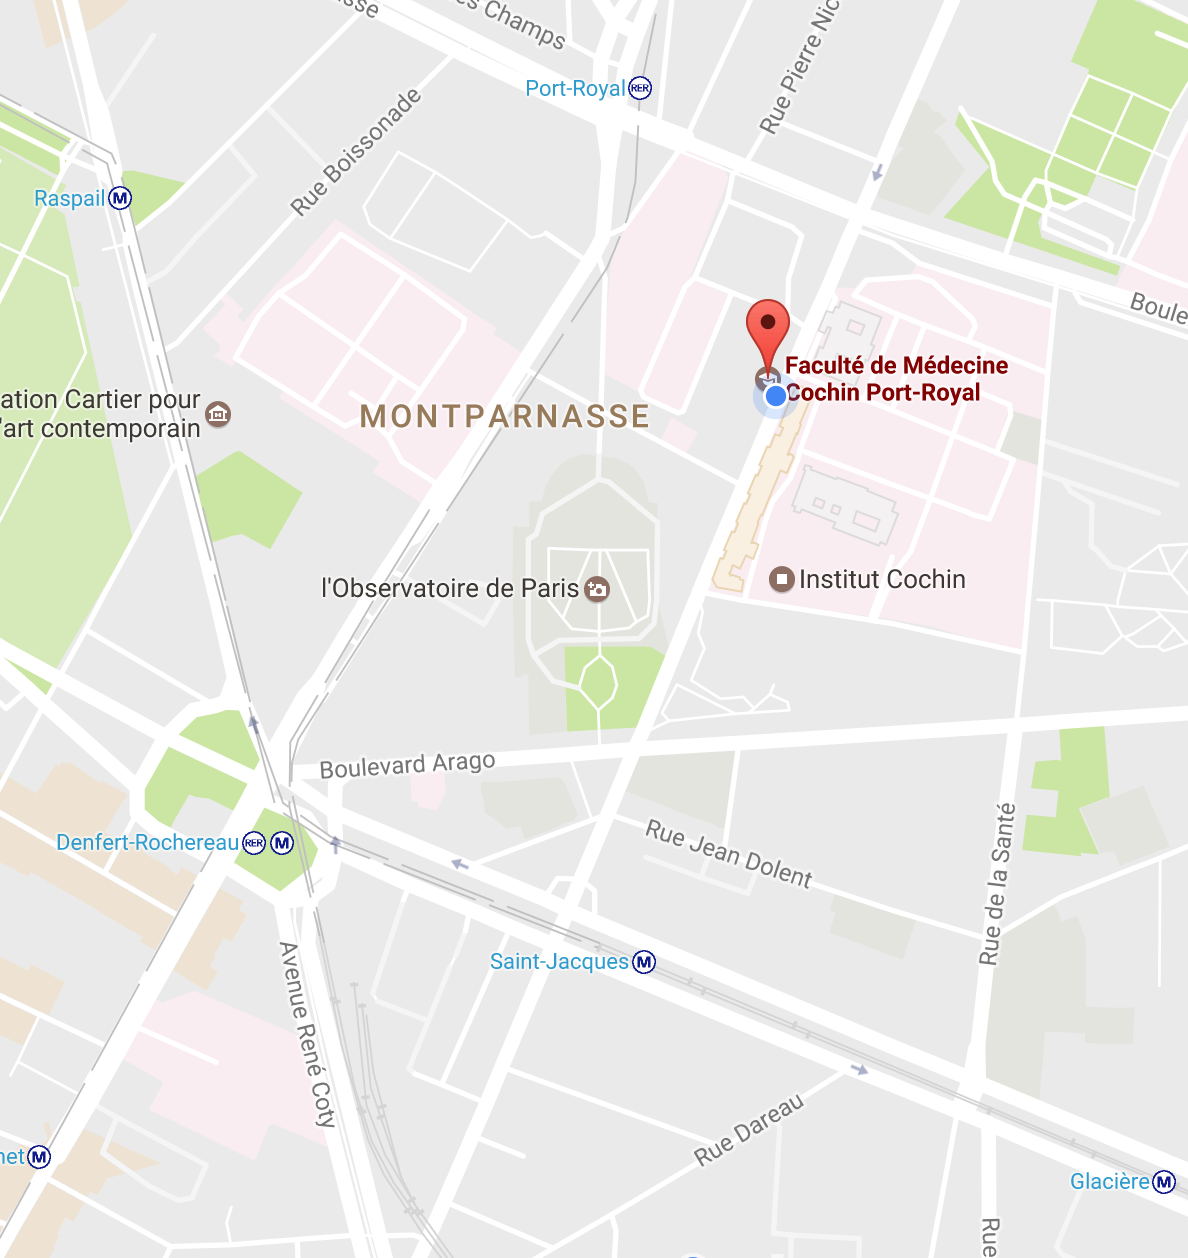 sse
es Champs
Rue Pierre Nic
Port-Royal RER
Rue Boissonade
Raspail M
Boule
Faculté de Médecine
Cochin Port-Royal
ation Cartier pour
l'art contemporain
MONTPARNASSE
l'Observatoire de Paris
Institut Cochin
Boulevard Arago
Denfert-Rochereau RER M
Rue Jean Dolent
Rue de la Santé
Saint-Jacques M
Avenue René Coty
Rue Dareau
net M
Glacière M
Rue